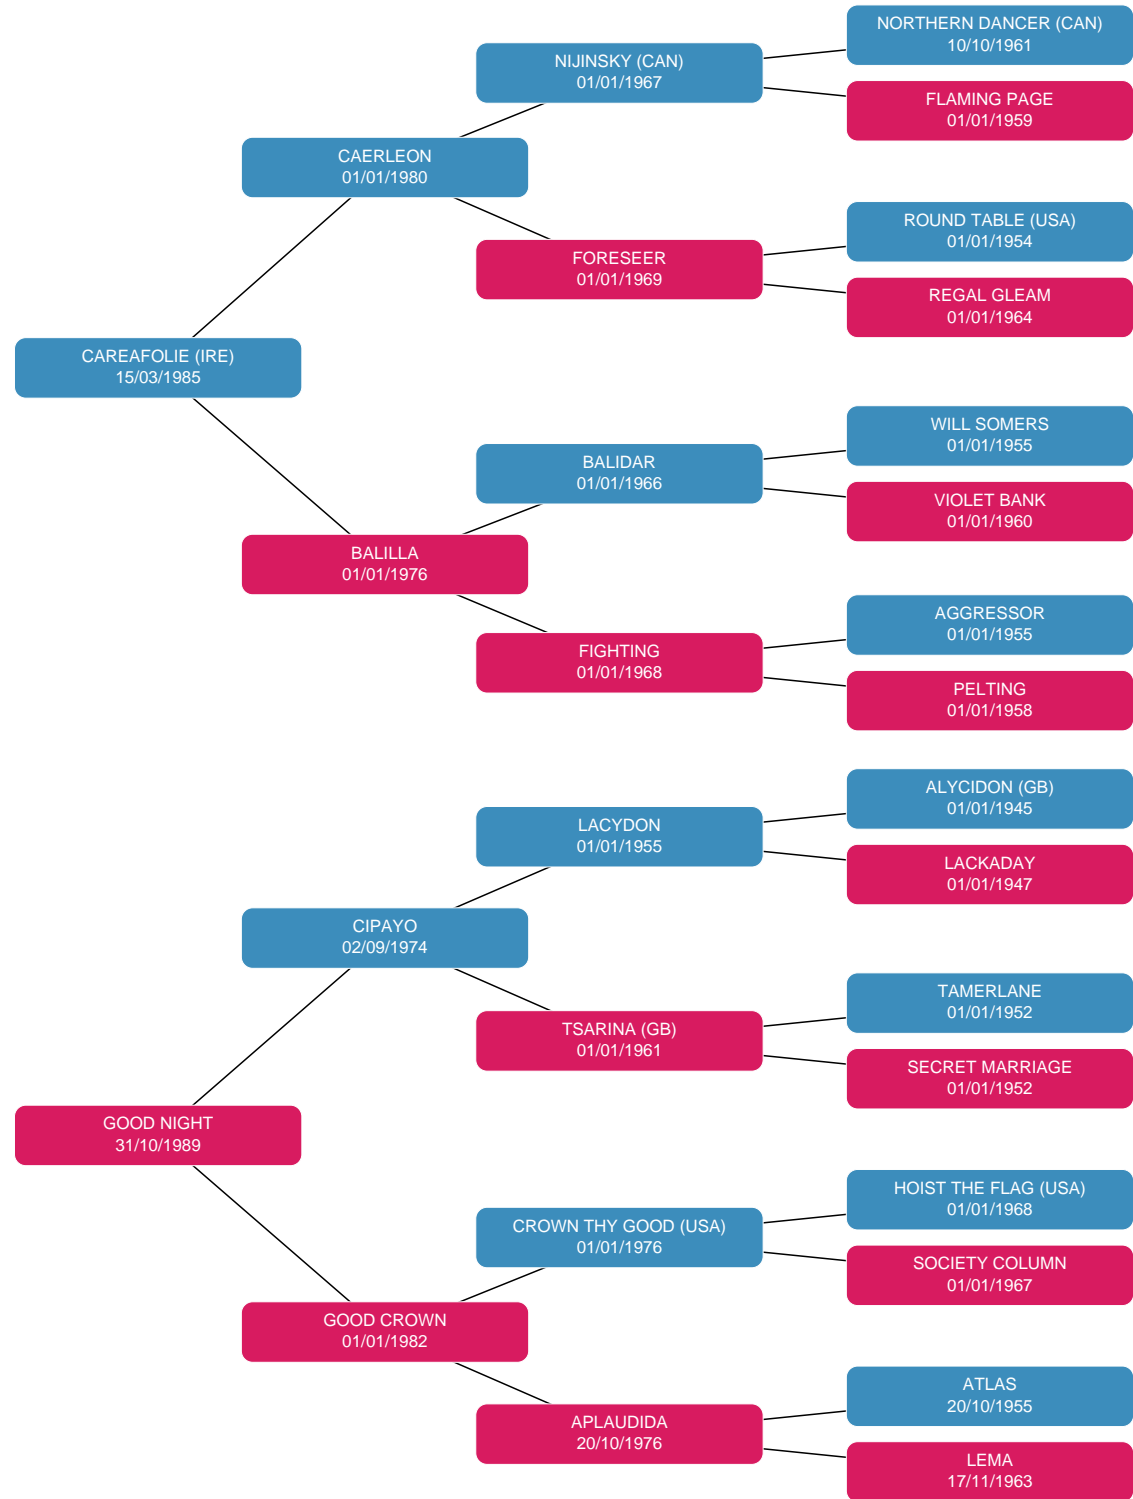 NORTHERN DANCER (CAN)
10/10/1961
NIJINSKY (CAN)
01/01/1967
FLAMING PAGE
01/01/1959
CAERLEON
01/01/1980
ROUND TABLE (USA)
01/01/1954
FORESEER
01/01/1969
REGAL GLEAM
01/01/1964
CAREAFOLIE (IRE)
15/03/1985
WILL SOMERS
01/01/1955
BALIDAR
01/01/1966
VIOLET BANK
01/01/1960
BALILLA
01/01/1976
AGGRESSOR
01/01/1955
FIGHTING
01/01/1968
PELTING
01/01/1958
ALYCIDON (GB)
01/01/1945
LACYDON
01/01/1955
LACKADAY
01/01/1947
CIPAYO
02/09/1974
TAMERLANE
01/01/1952
TSARINA (GB)
01/01/1961
SECRET MARRIAGE
01/01/1952
GOOD NIGHT
31/10/1989
HOIST THE FLAG (USA)
01/01/1968
CROWN THY GOOD (USA)
01/01/1976
SOCIETY COLUMN
01/01/1967
GOOD CROWN
01/01/1982
ATLAS
20/10/1955
APLAUDIDA
20/10/1976
LEMA
17/11/1963